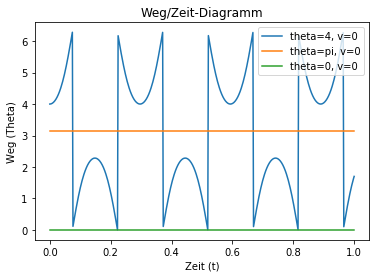 Weg/Zeit-Diagramm
theta=4, v=0
theta=pi, v=0
theta=0, v=0
Weg (Theta)
6
5
4
3
2
1
0
0.0 0.2 0.4 0.6 0.8 1.0
Zeit (t)